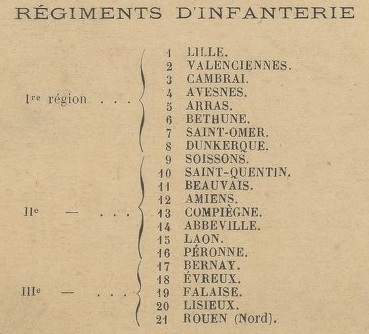 RÉGIMENTS D'INFANTERIE
1 LILLE.
2 VALENCIENNES.
3 CAMBRAI.
Ire région . . . 4 AVESNES.
5 ARRAS.
6 BETHUNE.
7 SAINT-OMER.
8 DUNKERQUE.
9 SOISSONS.
10 SAINT-QUENTIN.
11 BEAUVAIS.
12 AMIENS.
IIe — . . . 13 COMPIÈGNE.
14 ABBEVILLE.
15 LAON.
16 PÉRONNE.
17 BERNAY.
18 ÉVREUX.
IIIe — . . . 19 FALAISE.
20 LISIEUX.
21 ROUEN (Nord).